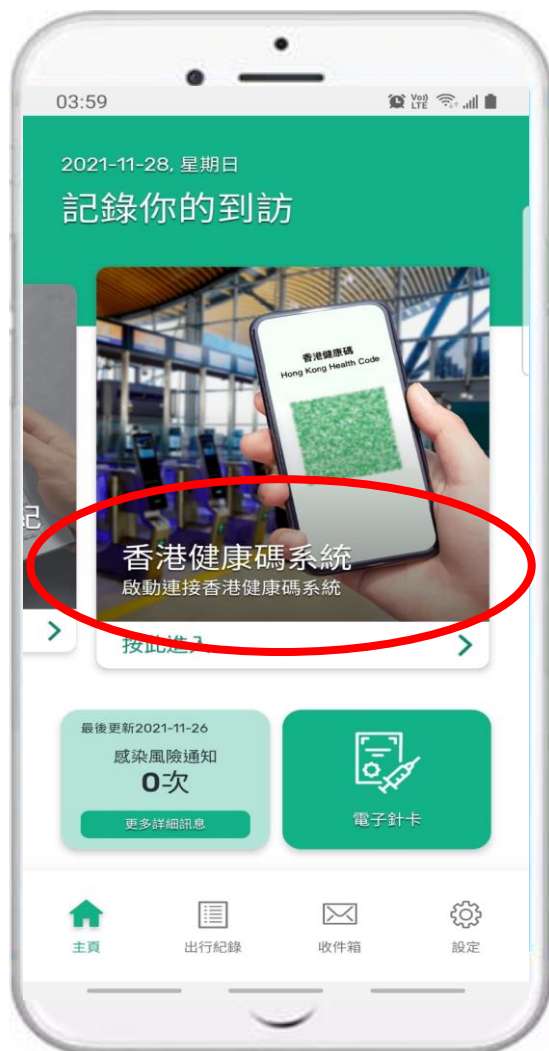 03:59
Vo)) LTE
2021-11-28, 星期日
記錄你的到訪
香港健康碼
Hong Kong Health Code
記
香港健康碼系統
啟動連接香港健康碼系統
按此進入
最後更新2021-11-26
感染風險通知
0次
更多詳細訊息
電子針卡
主頁
出行紀錄
收件箱
設定